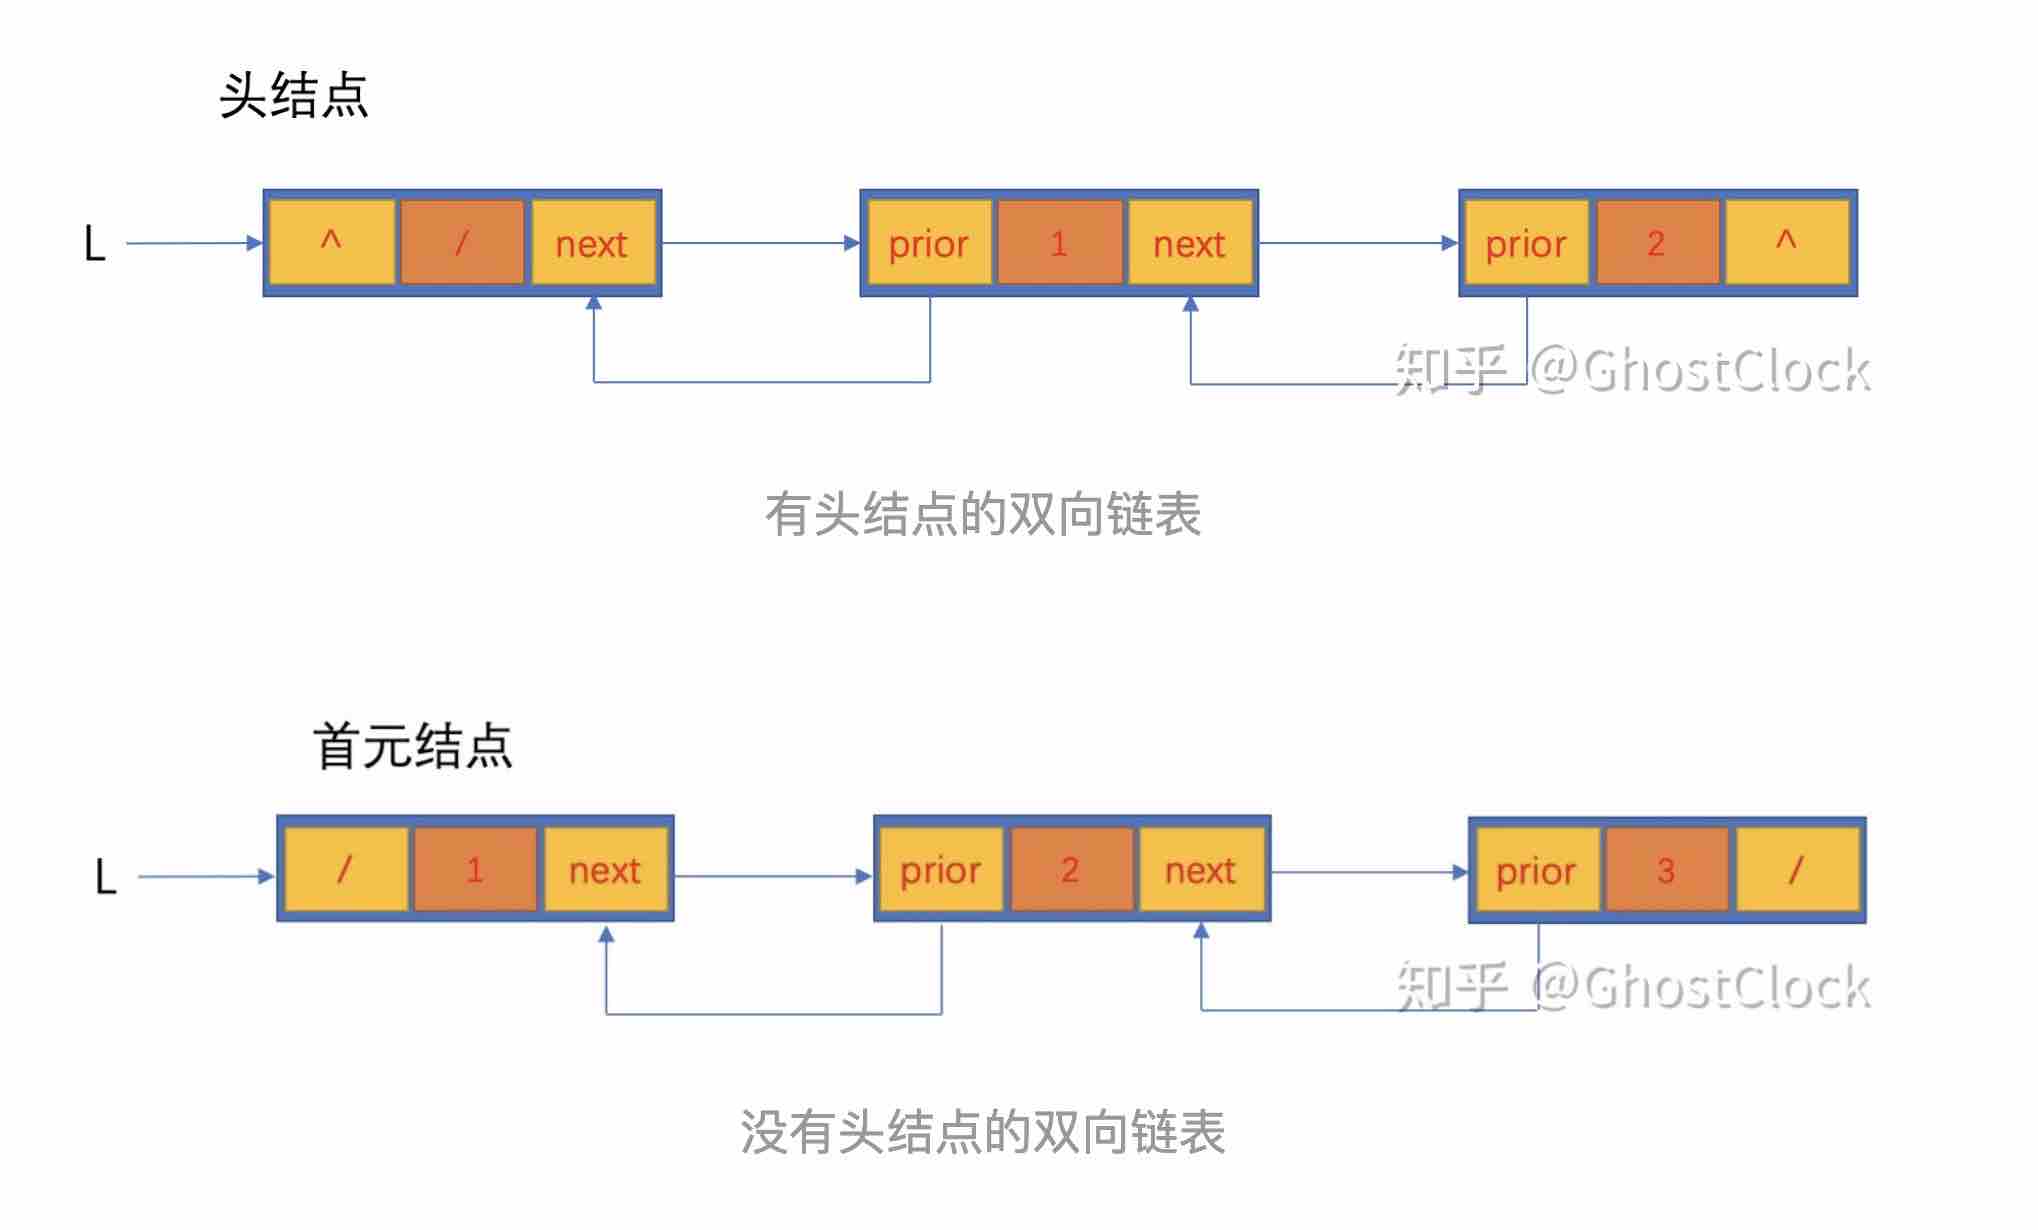 头结点
L ^ / next prior 1 next prior 2 ^
知乎 @GhostClock
有头结点的双向链表
首元结点
L / 1 next prior 2 next prior 3 /
知乎 @GhostClock
没有头结点的双向链表